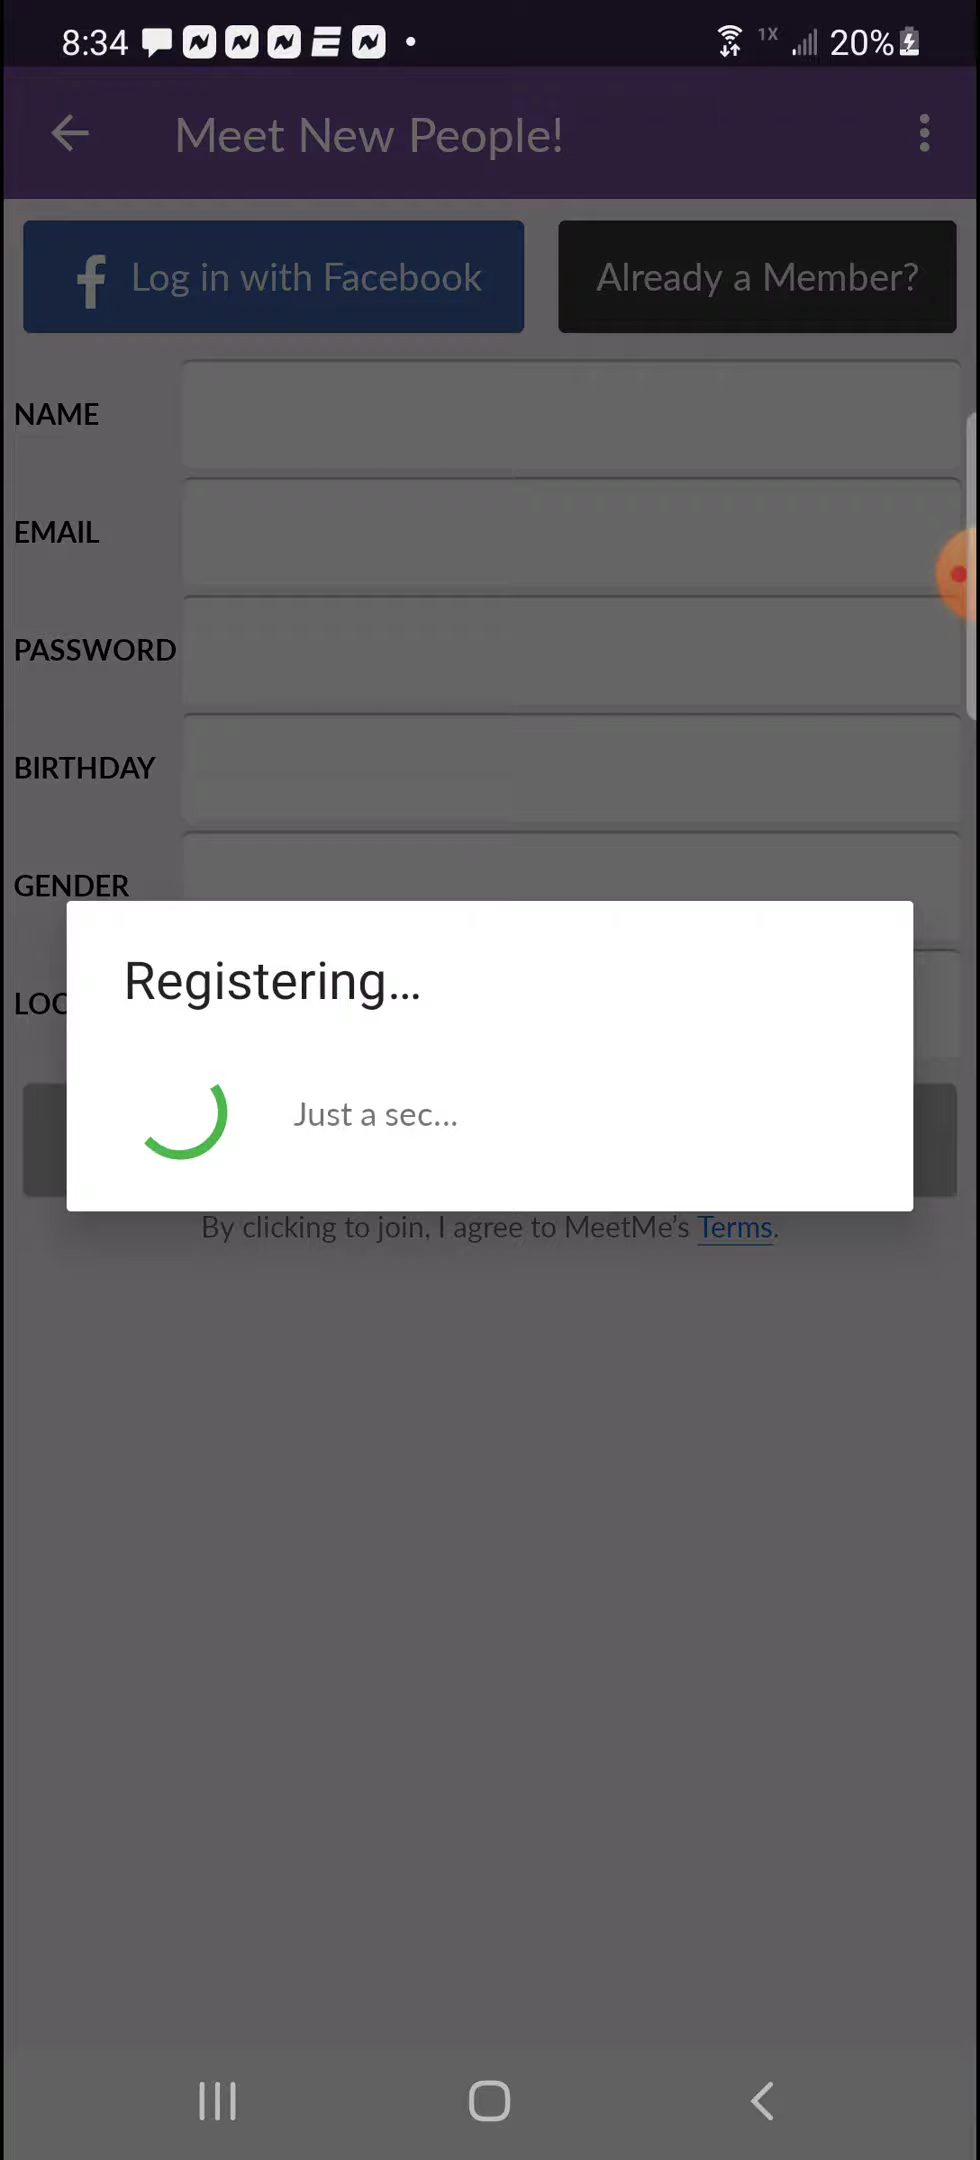 8:34 1X 20%
Meet New People!
f Log in with Facebook Already a Member?
NAME
EMAIL
PASSWORD
BIRTHDAY
GENDER
LOC
Registering...
Just a sec...
By clicking to join, I agree to MeetMe's Terms.